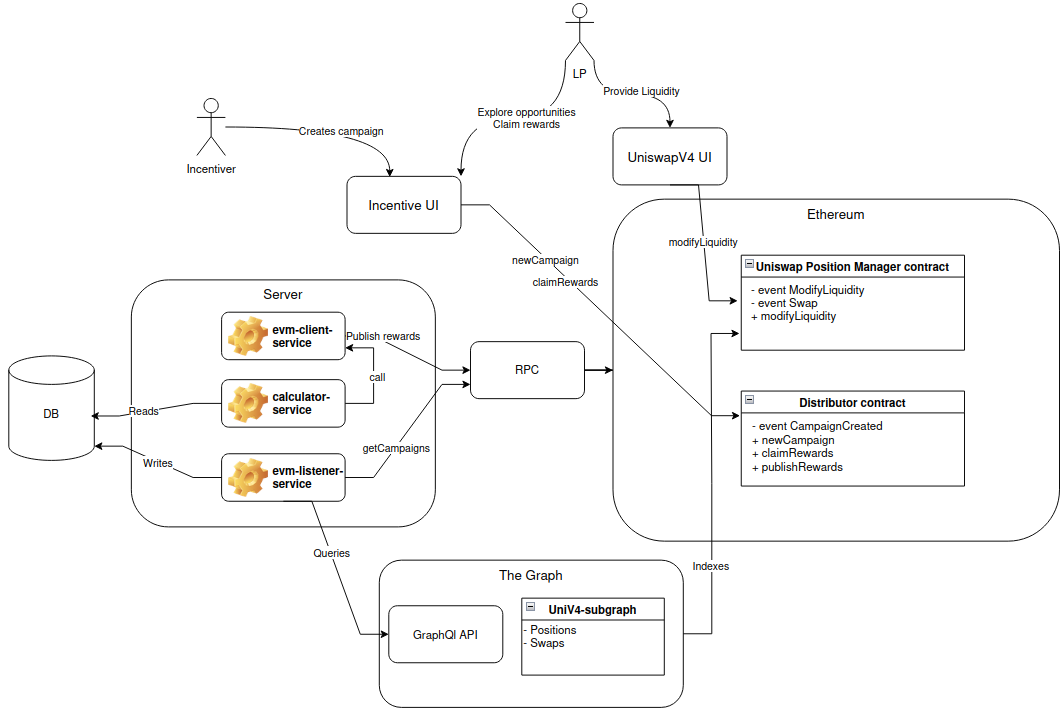 LP
Provide Liquidity
Explore opportunities
Claim rewards
Creates campaign
Incentiver
UniswapV4 UI
Incentive UI
Ethereum
modifyLiquidity
newCampaign
claimRewards
Uniswap Position Manager contract
- event ModifyLiquidity
- event Swap
+ modifyLiquidity
Server
evm-client-
service
Publish rewards
call
calculator-
service
evm-listener-
service
RPC
DB
Reads
Writes
getCampaigns
Distributor contract
- event CampaignCreated
+ newCampaign
+ claimRewards
+ publishRewards
Queries
Indexes
The Graph
GraphQl API
UniV4-subgraph
- Positions
- Swaps